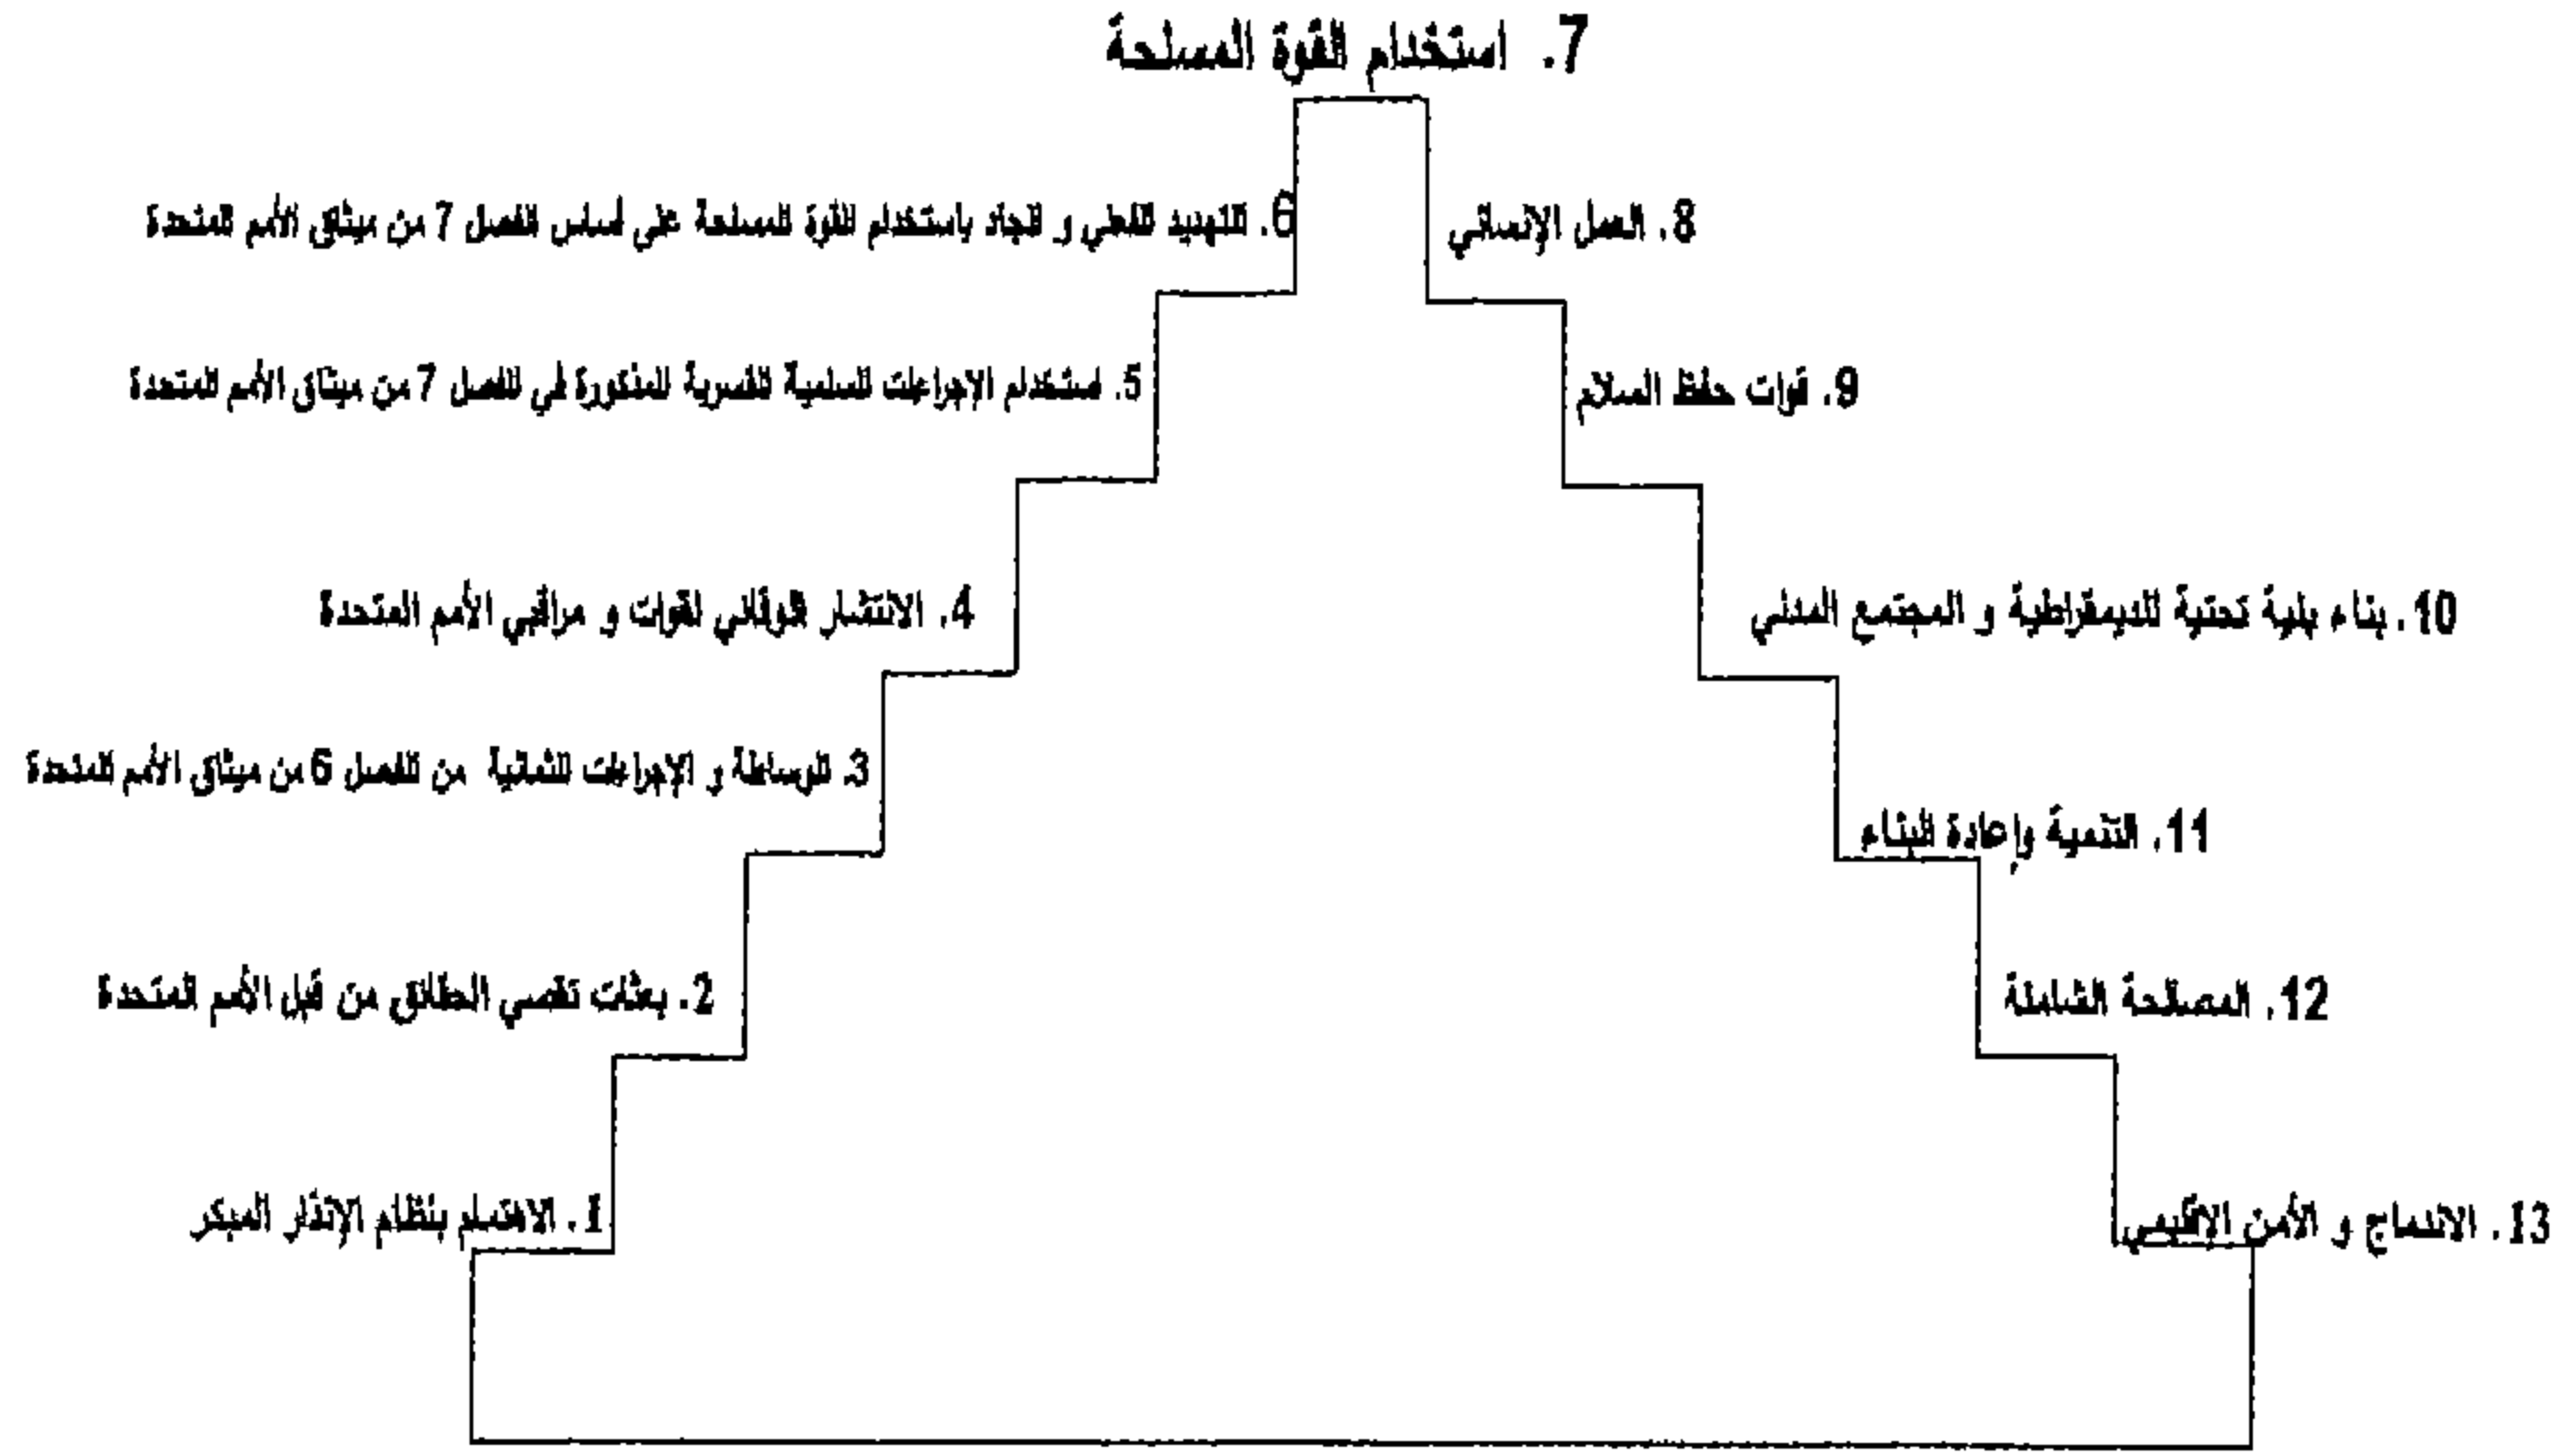 7. استخدام القوة المسلحة
6. التهديد الفعلي و الجاد باستخدام القوة المسلحة على أساس الفصل 7 من ميثاق الأمم المتحدة
8. العمل الإنساني
5. استخدام الإجراءات السلمية القسرية المذكورة في الفصل 7 من ميثاق الأمم المتحدة
9. قوات حفظ السلام
4. الانتشار الوقائي لقوات و مراقبي الأمم المتحدة
10. بناء بنية تحتية للديمقراطية و المجتمع المدني
3. الوساطة و الإجراءات الثمانية من الفصل 6 من ميثاق الأمم المتحدة
11. التنمية وإعادة البناء
2. بعثات تقصي الحقائق من قبل الأمم المتحدة
12. المصالحة الشاملة
1. الاهتمام بنظام الإنذار المبكر
13. الاندماج و الأمن الإقليمي